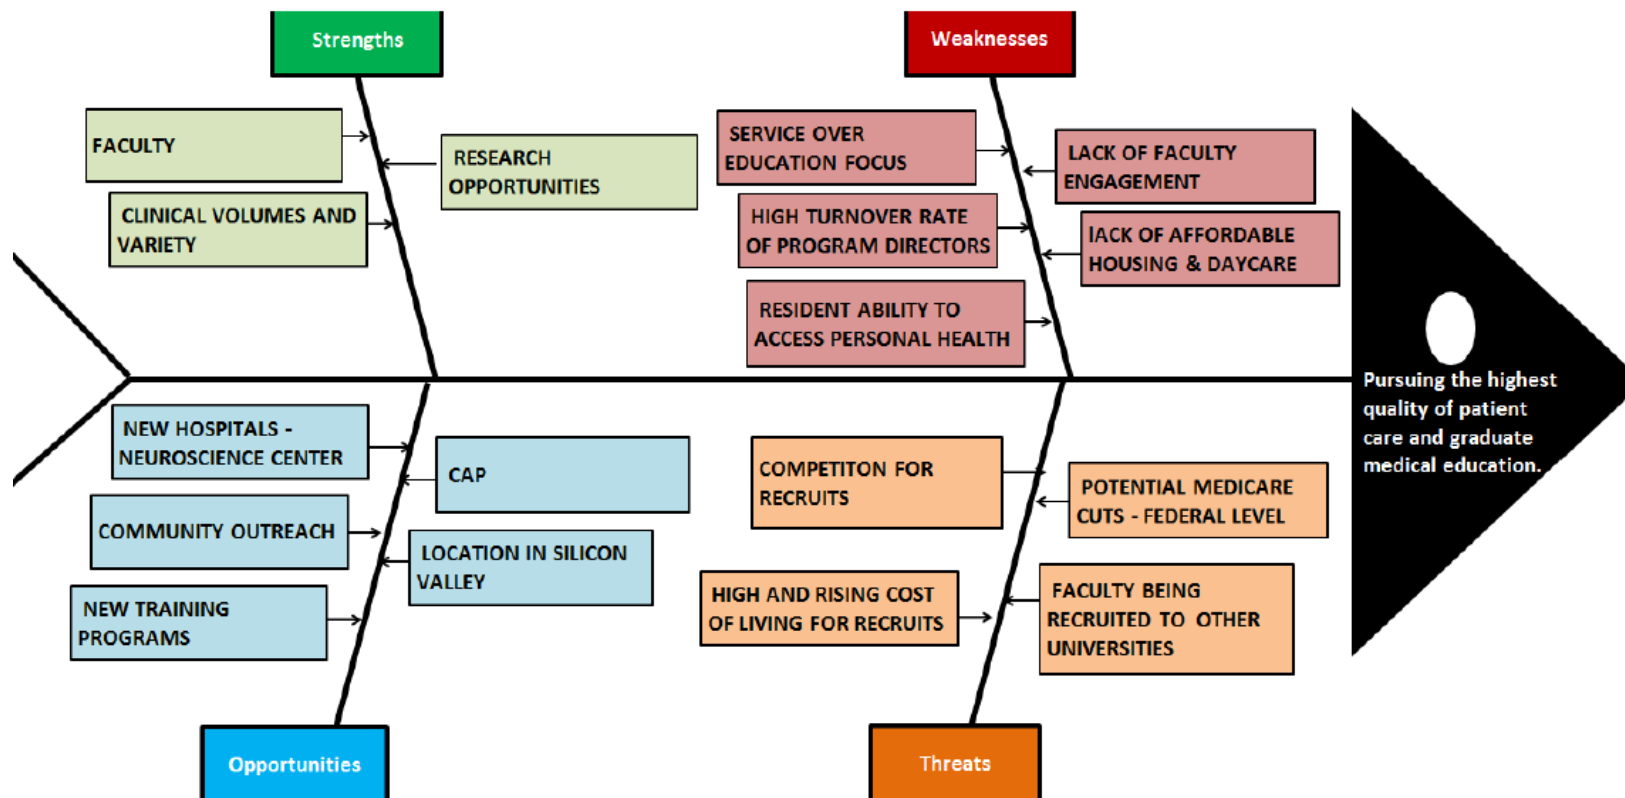 Strengths
Weaknesses
FACULTY
RESEARCH
OPPORTUNITIES
CLINICAL VOLUMES AND
VARIETY
SERVICE OVER
EDUCATION FOCUS
LACK OF FACULTY
ENGAGEMENT
HIGH TURNOVER RATE
OF PROGRAM DIRECTORS
lACK OF AFFORDABLE
HOUSING & DAYCARE
RESIDENT ABILITY TO
ACCESS PERSONAL HEALTH
Pursuing the highest
quality of patient
care and graduate
medical education.
NEW HOSPITALS -
NEUROSCIENCE CENTER
CAP
COMMUNITY OUTREACH
LOCATION IN SILICON
VALLEY
NEW TRAINING
PROGRAMS
COMPETITON FOR
RECRUITS
POTENTIAL MEDICARE
CUTS - FEDERAL LEVEL
HIGH AND RISING COST
OF LIVING FOR RECRUITS
FACULTY BEING
RECRUITED TO OTHER
UNIVERSITIES
Opportunities
Threats